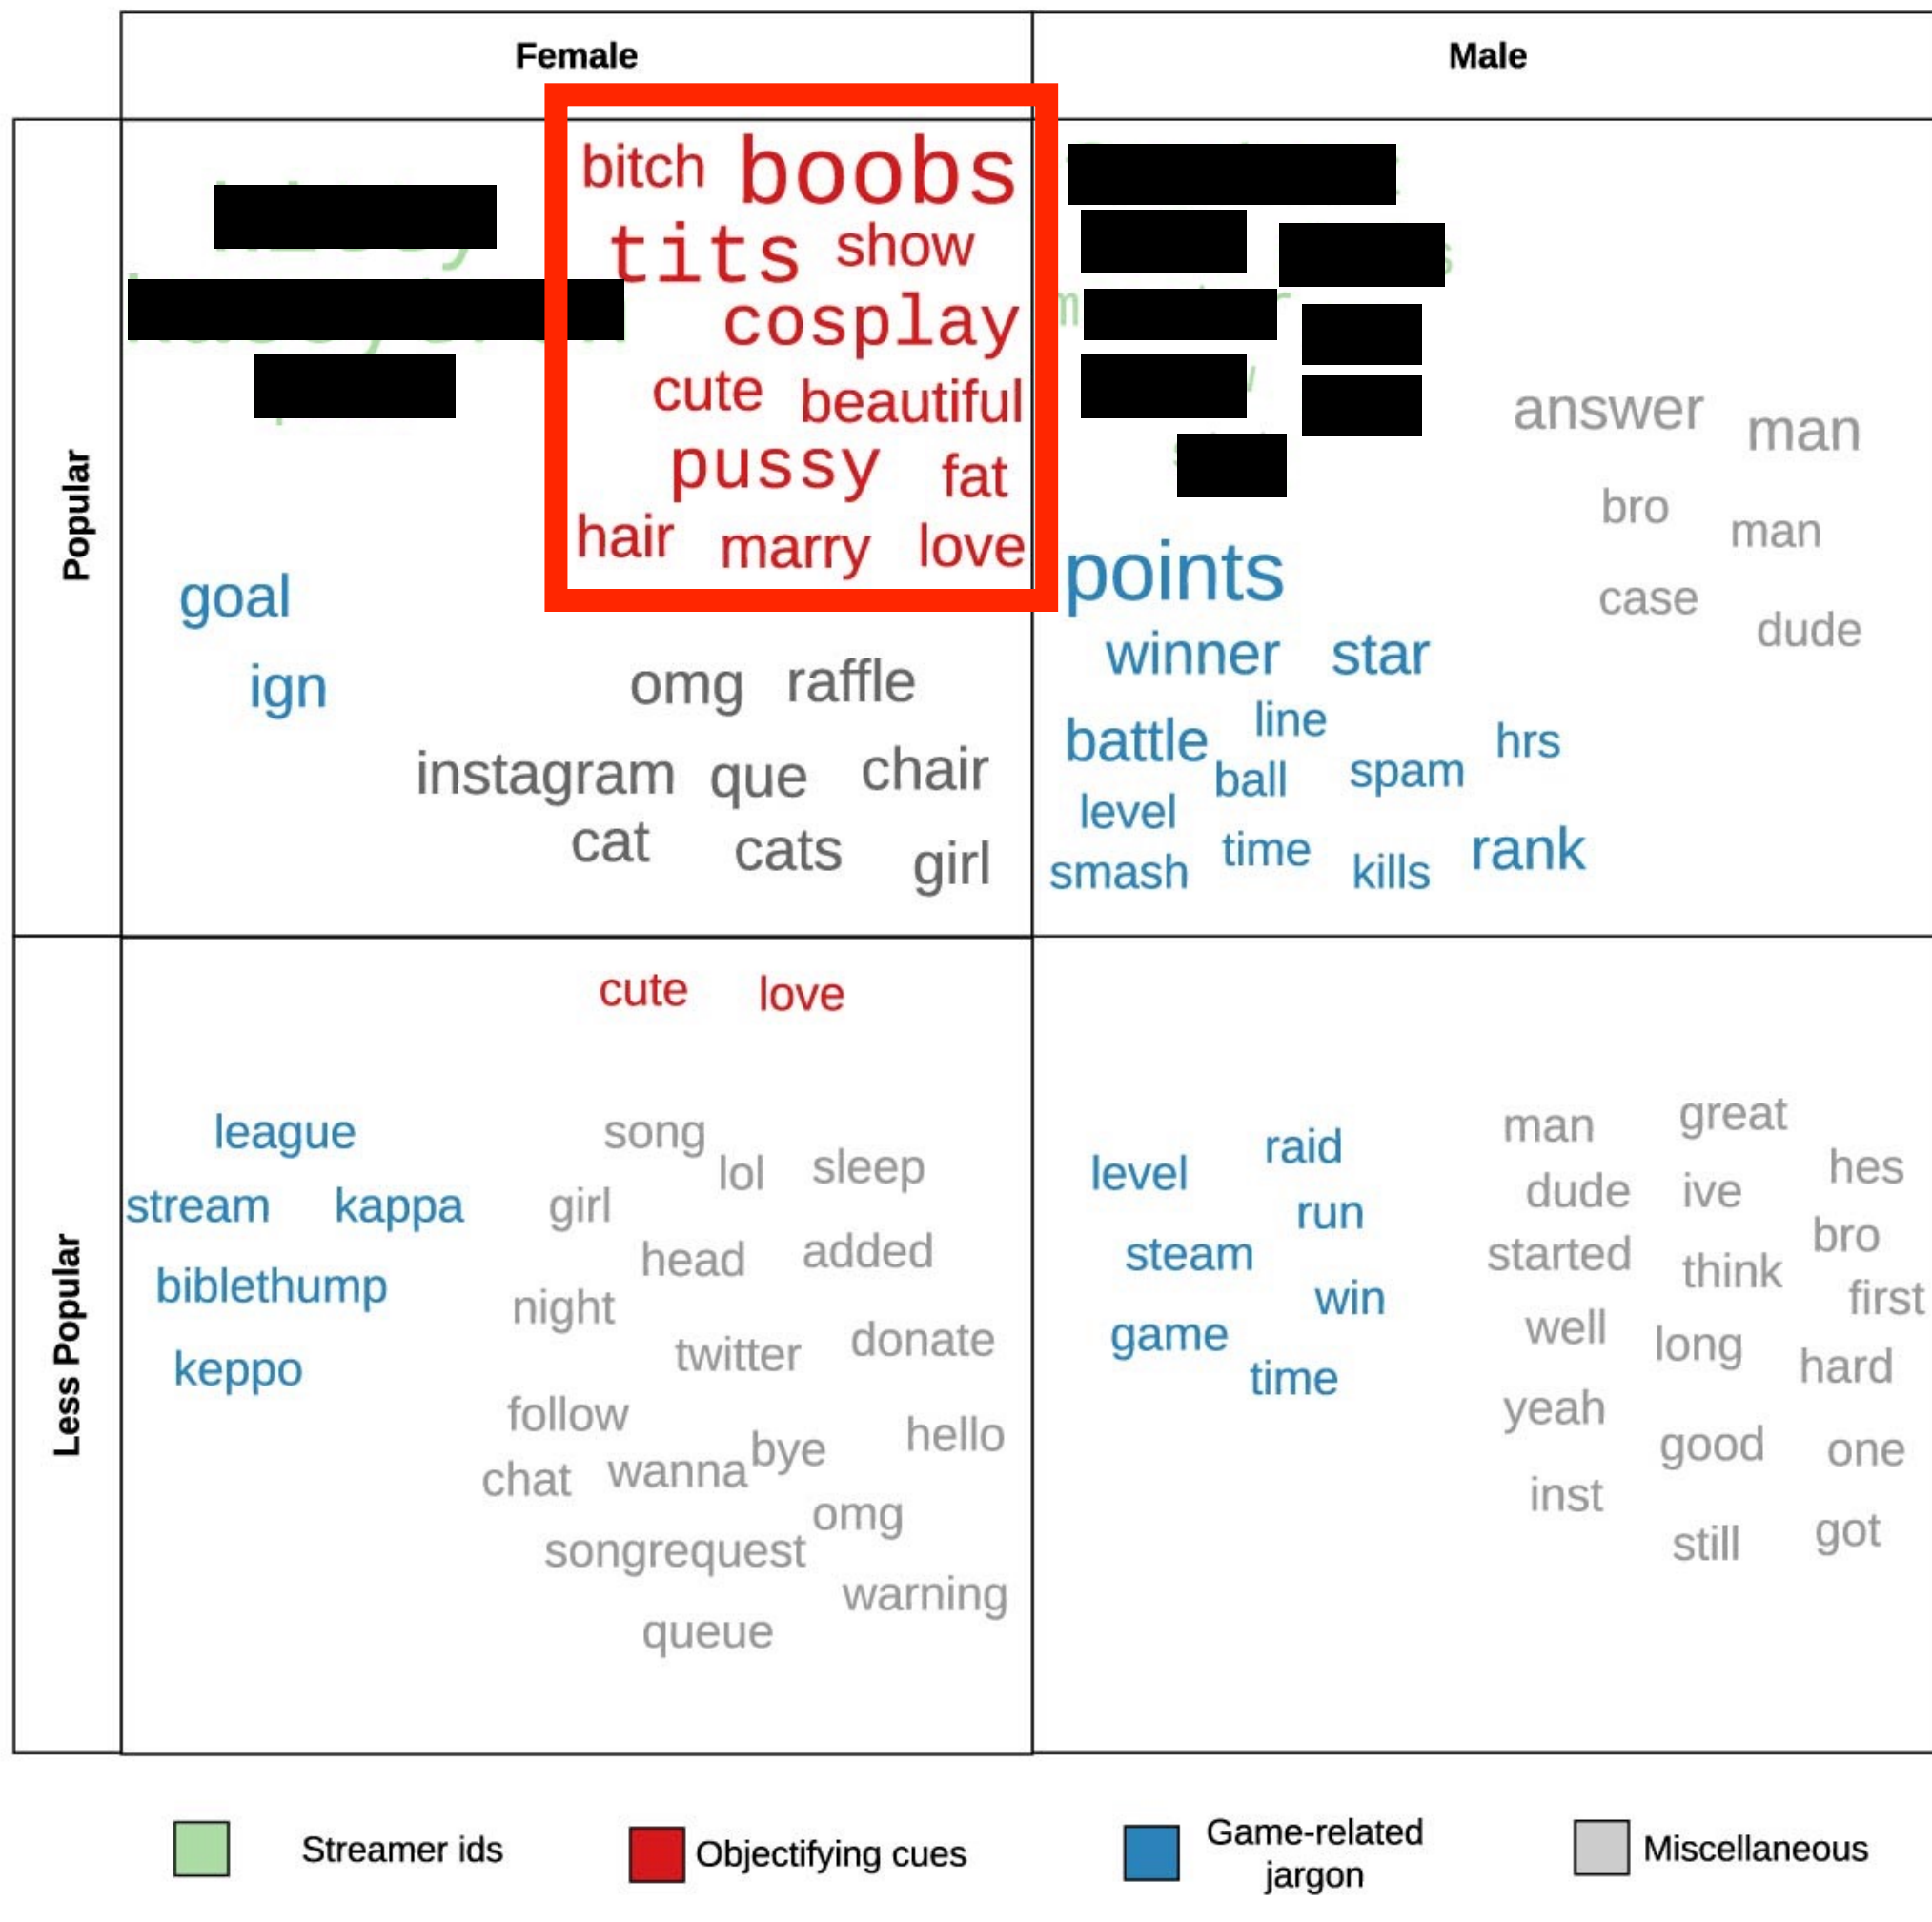 Female
Male
Popular
bitch boobs
tits show
cosplay
cute beautiful
pussy fat
hair marry love
goal
ign
omg raffle
instagram que chair
cat cats girl
answer man
bro man
case dude
points
winner star
battle line hrs
ball spam
level
smash time kills rank
Less Popular
cute love
league
stream kappa
biblethump
keppo
song
lol sleep
girl
head added
night
twitter donate
follow
bye hello
chat wanna
omg
songrequest
warning
queue
level raid
run
steam
win
game
time
man great
hes
dude ive
bro
started think
first
well long
hard
yeah
good one
inst
still got
Streamer ids
Objectifying cues
Game-related
jargon
Miscellaneous